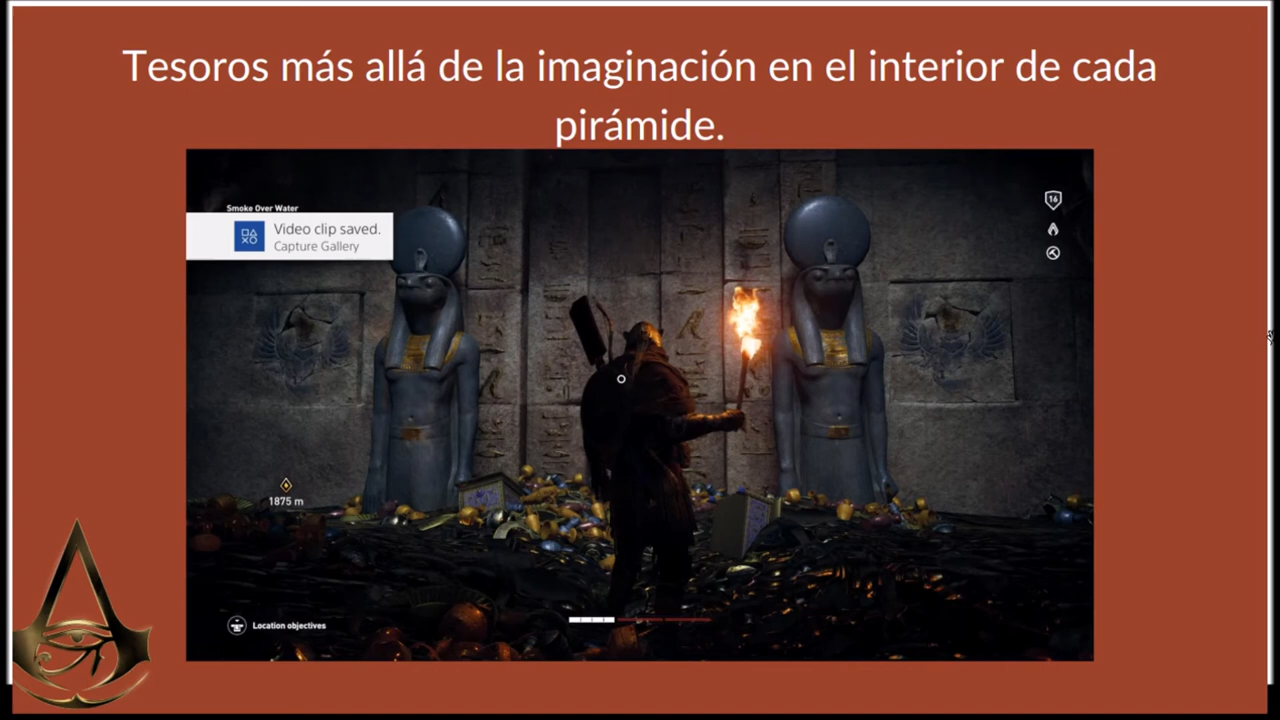 Tesoros más allá de la imaginación en el interior de cada
pirámide.
Smoke Over Water
Video clip saved.
Capture Gallery
16
1875 m
Location objectives